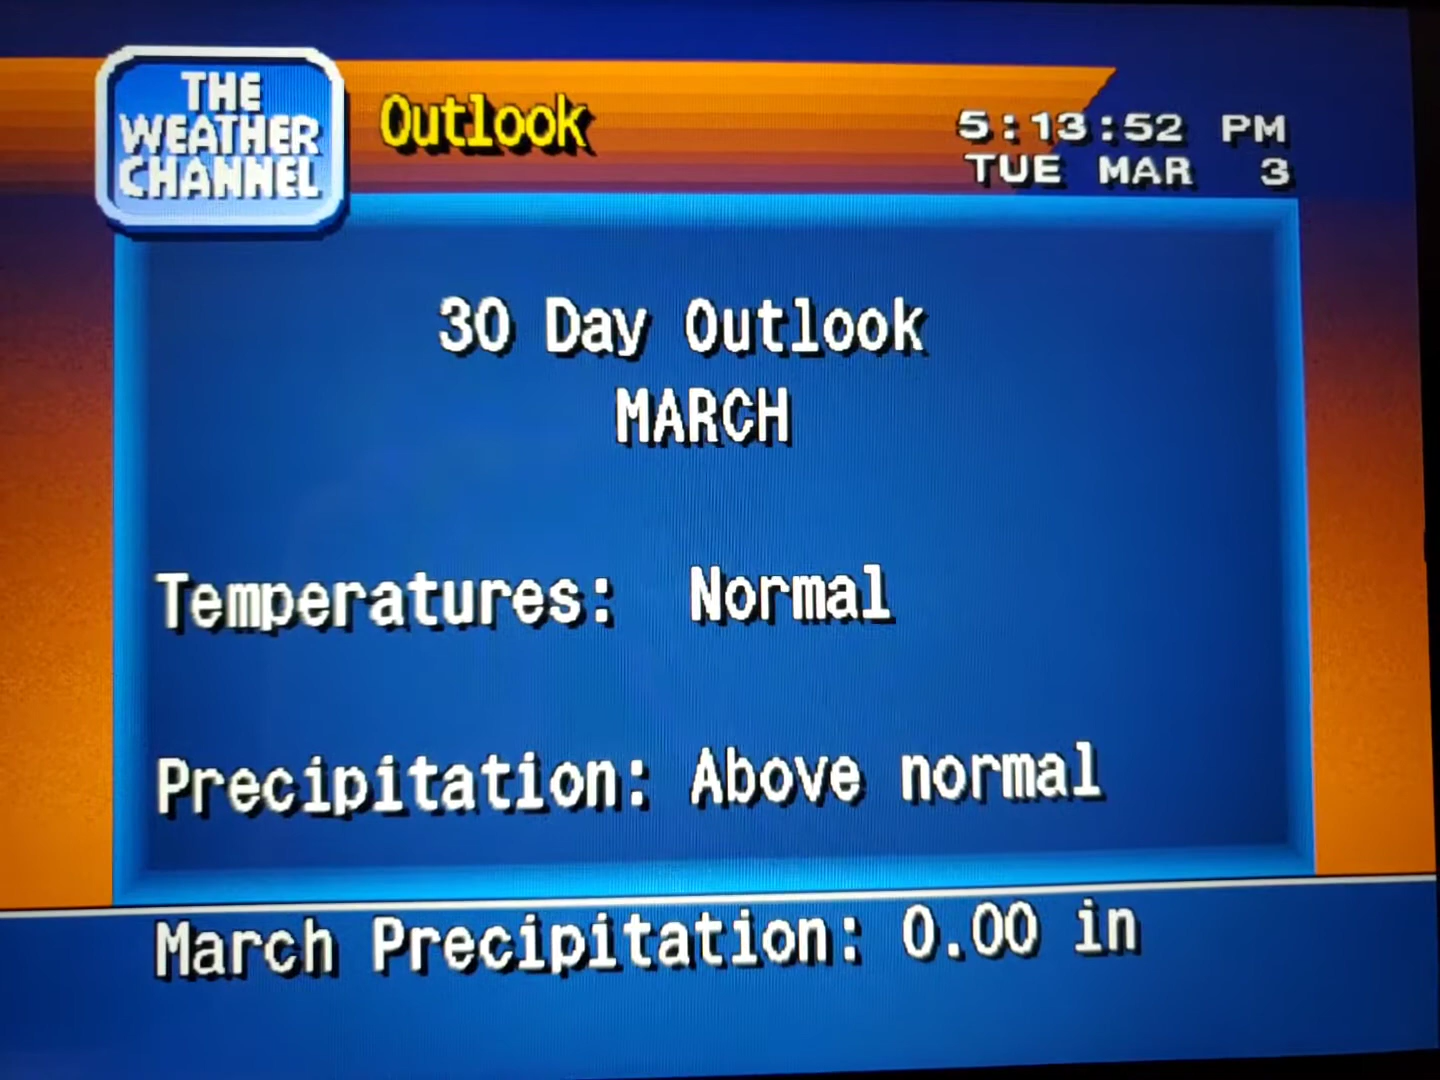 THE
WEATHER
CHANNEL
Outlook
5:13:52 PM
TUE MAR 3
30 Day Outlook
MARCH
Temperatures: Normal
Precipitation: Above normal
March Precipitation: 0.00 in